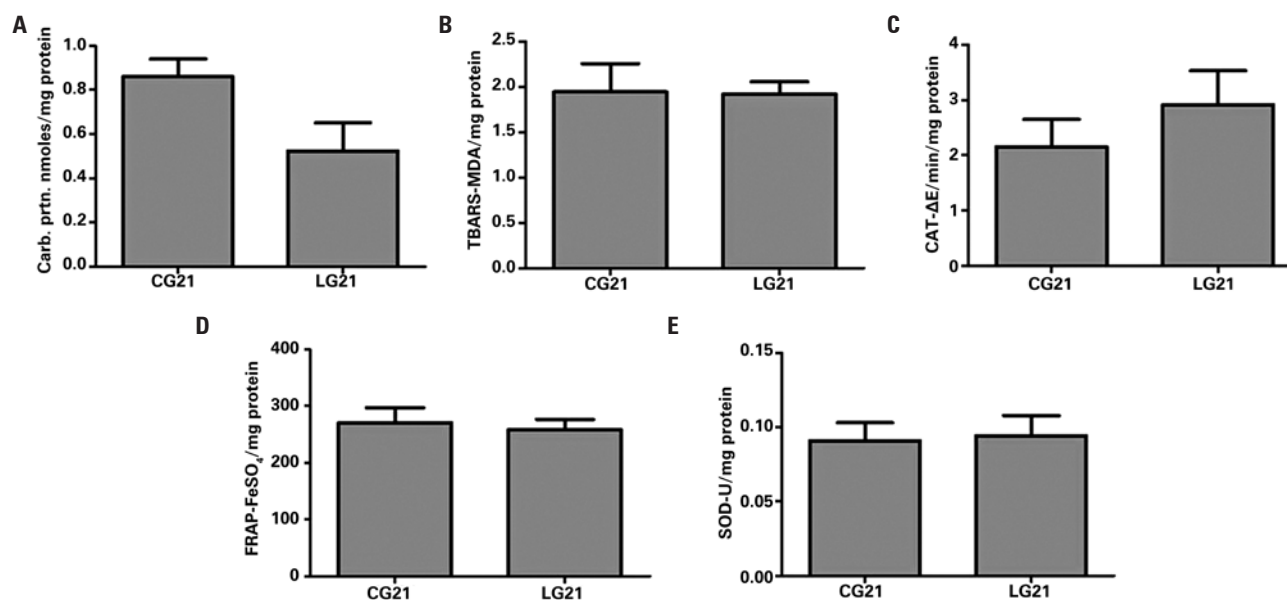 A
Carb. prtn. nmoles/mg protein
1.0
0.8
0.6
0.4
0.2
0.0
CG21
LG21
B
TBARS-MDA/mg protein
2.5
2.0
1.5
1.0
0.5
0.0
CG21
LG21
C
CAT-ΔE/min/mg protein
4
3
2
1
0
CG21
LG21
D
FRAP-FeSO₄/mg protein
400
300
200
100
0
CG21
LG21
E
SOD-U/mg protein
0.15
0.10
0.05
0.00
CG21
LG21